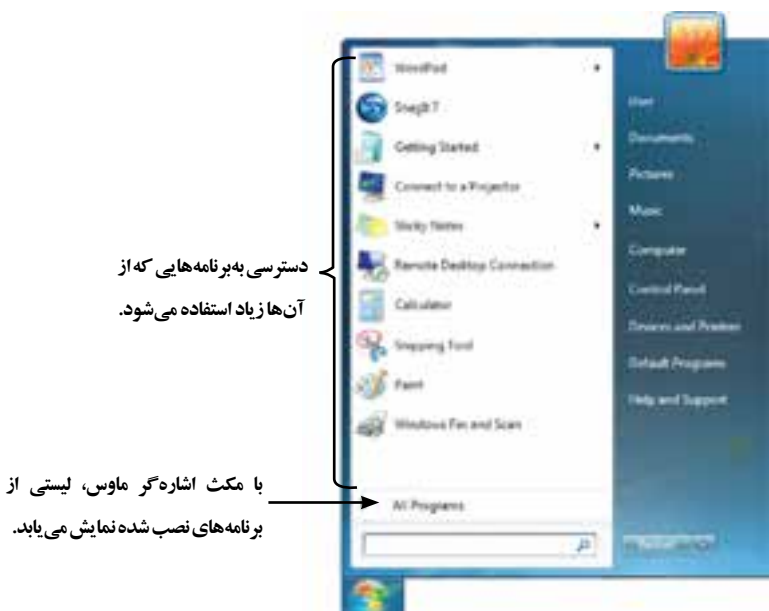 WordPad
SnagIt 7
Getting Started
Connect to a Projector
Sticky Notes
Remote Desktop Connection
Calculator
Snipping Tool
Paint
Windows Fax and Scan
All Programs
User
Documents
Pictures
Music
Computer
Control Panel
Devices and Printers
Default Programs
Help and Support
دسترسی به‌برنامه‌هایی که از
آن‌ها زیاد استفاده می‌شود.
با مکث اشاره‌گر ماوس، لیستی از
برنامه‌های نصب شده نمایش می‌یابد.